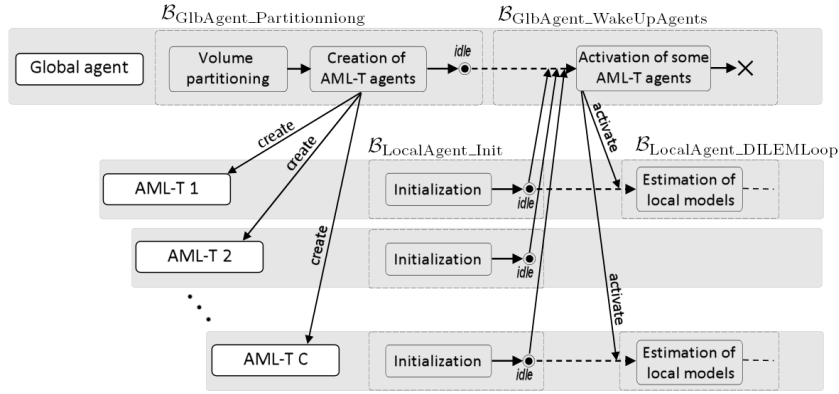 𝓑GlbAgent_Partitionniong
𝓑GlbAgent_WakeUpAgents
Global agent
Volume
partitioning
Creation of
AML-T agents
idle
Activation of some
AML-T agents
create
create
create
activate
activate
𝓑LocalAgent_Init
𝓑LocalAgent_DILEMLoop
AML-T 1
Initialization
idle
Estimation of
local models
AML-T 2
Initialization
idle
AML-T C
Initialization
idle
Estimation of
local models